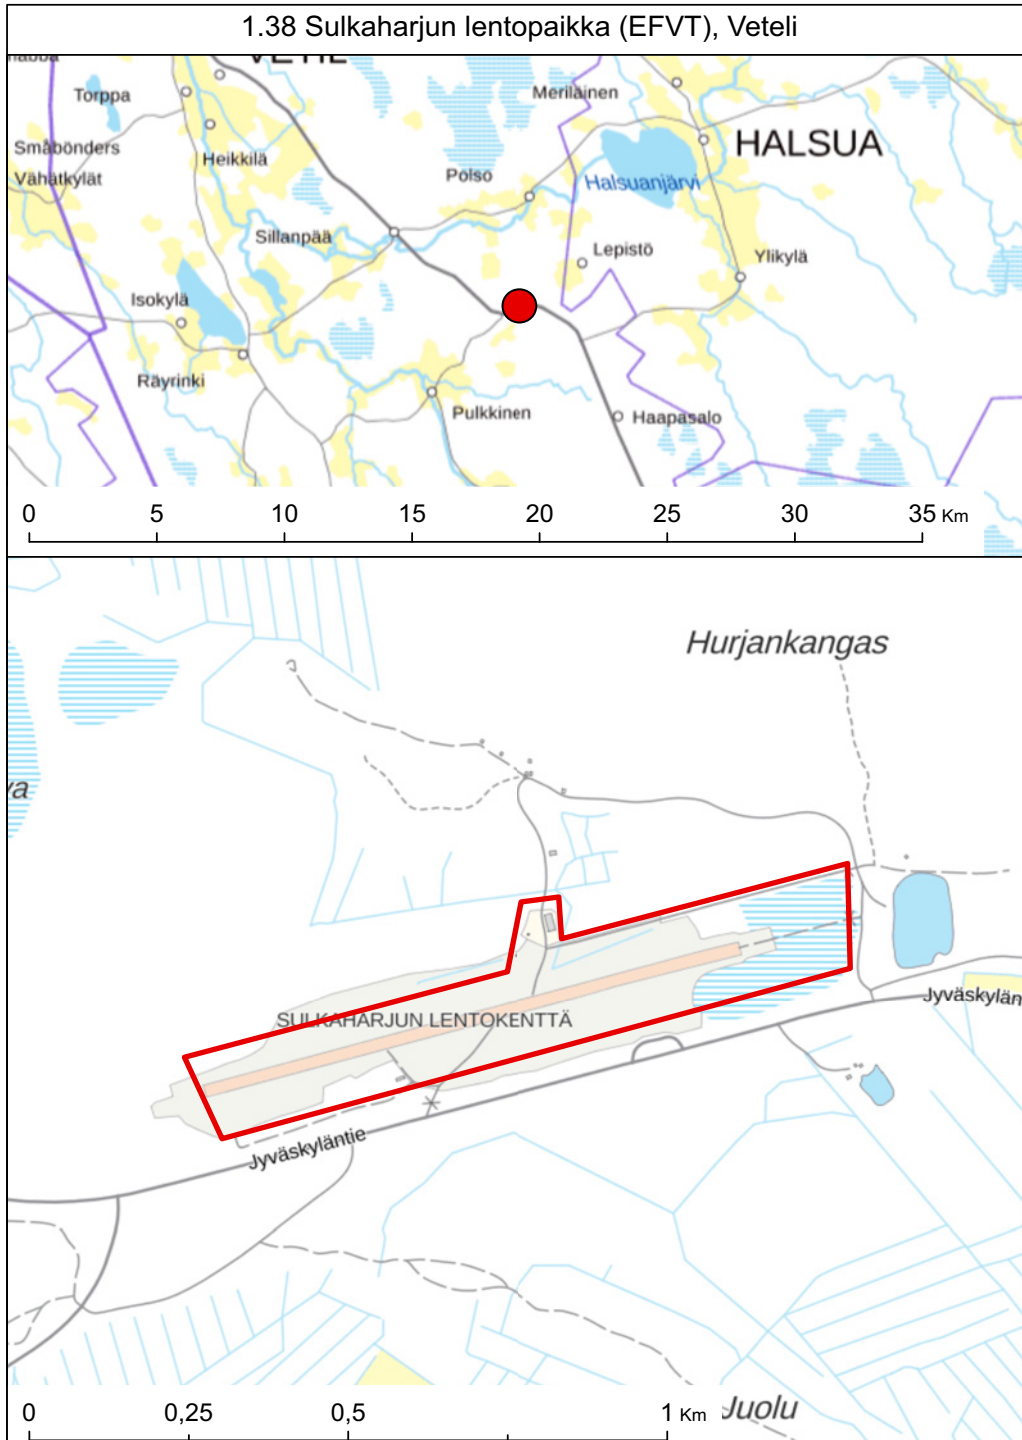 1.38 Sulkaharjun lentopaikka (EFVT), Veteli
Torppa
Meriläinen
HALSUA
Småbönders
Vähätkylät
Heikkilä
Polso
Halsuanjärvi
Sillanpää
Lepistö
Ylikylä
Isokylä
Räyrinki
Pulkkinen
Haapasalo
0 5 10 15 20 25 30 35 Km
Hurjankangas
SULKAHARJUN LENTOKENTTÄ
Jyväskylän
Jyväskyläntie
0 0,25 0,5 1 Km
Juolu